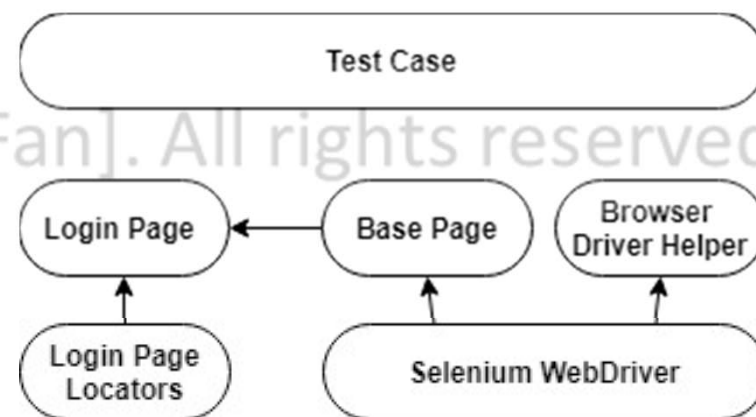 Test Case
Fan]. All rights reserved
Login Page
Base Page
Browser
Driver Helper
Login Page
Locators
Selenium WebDriver